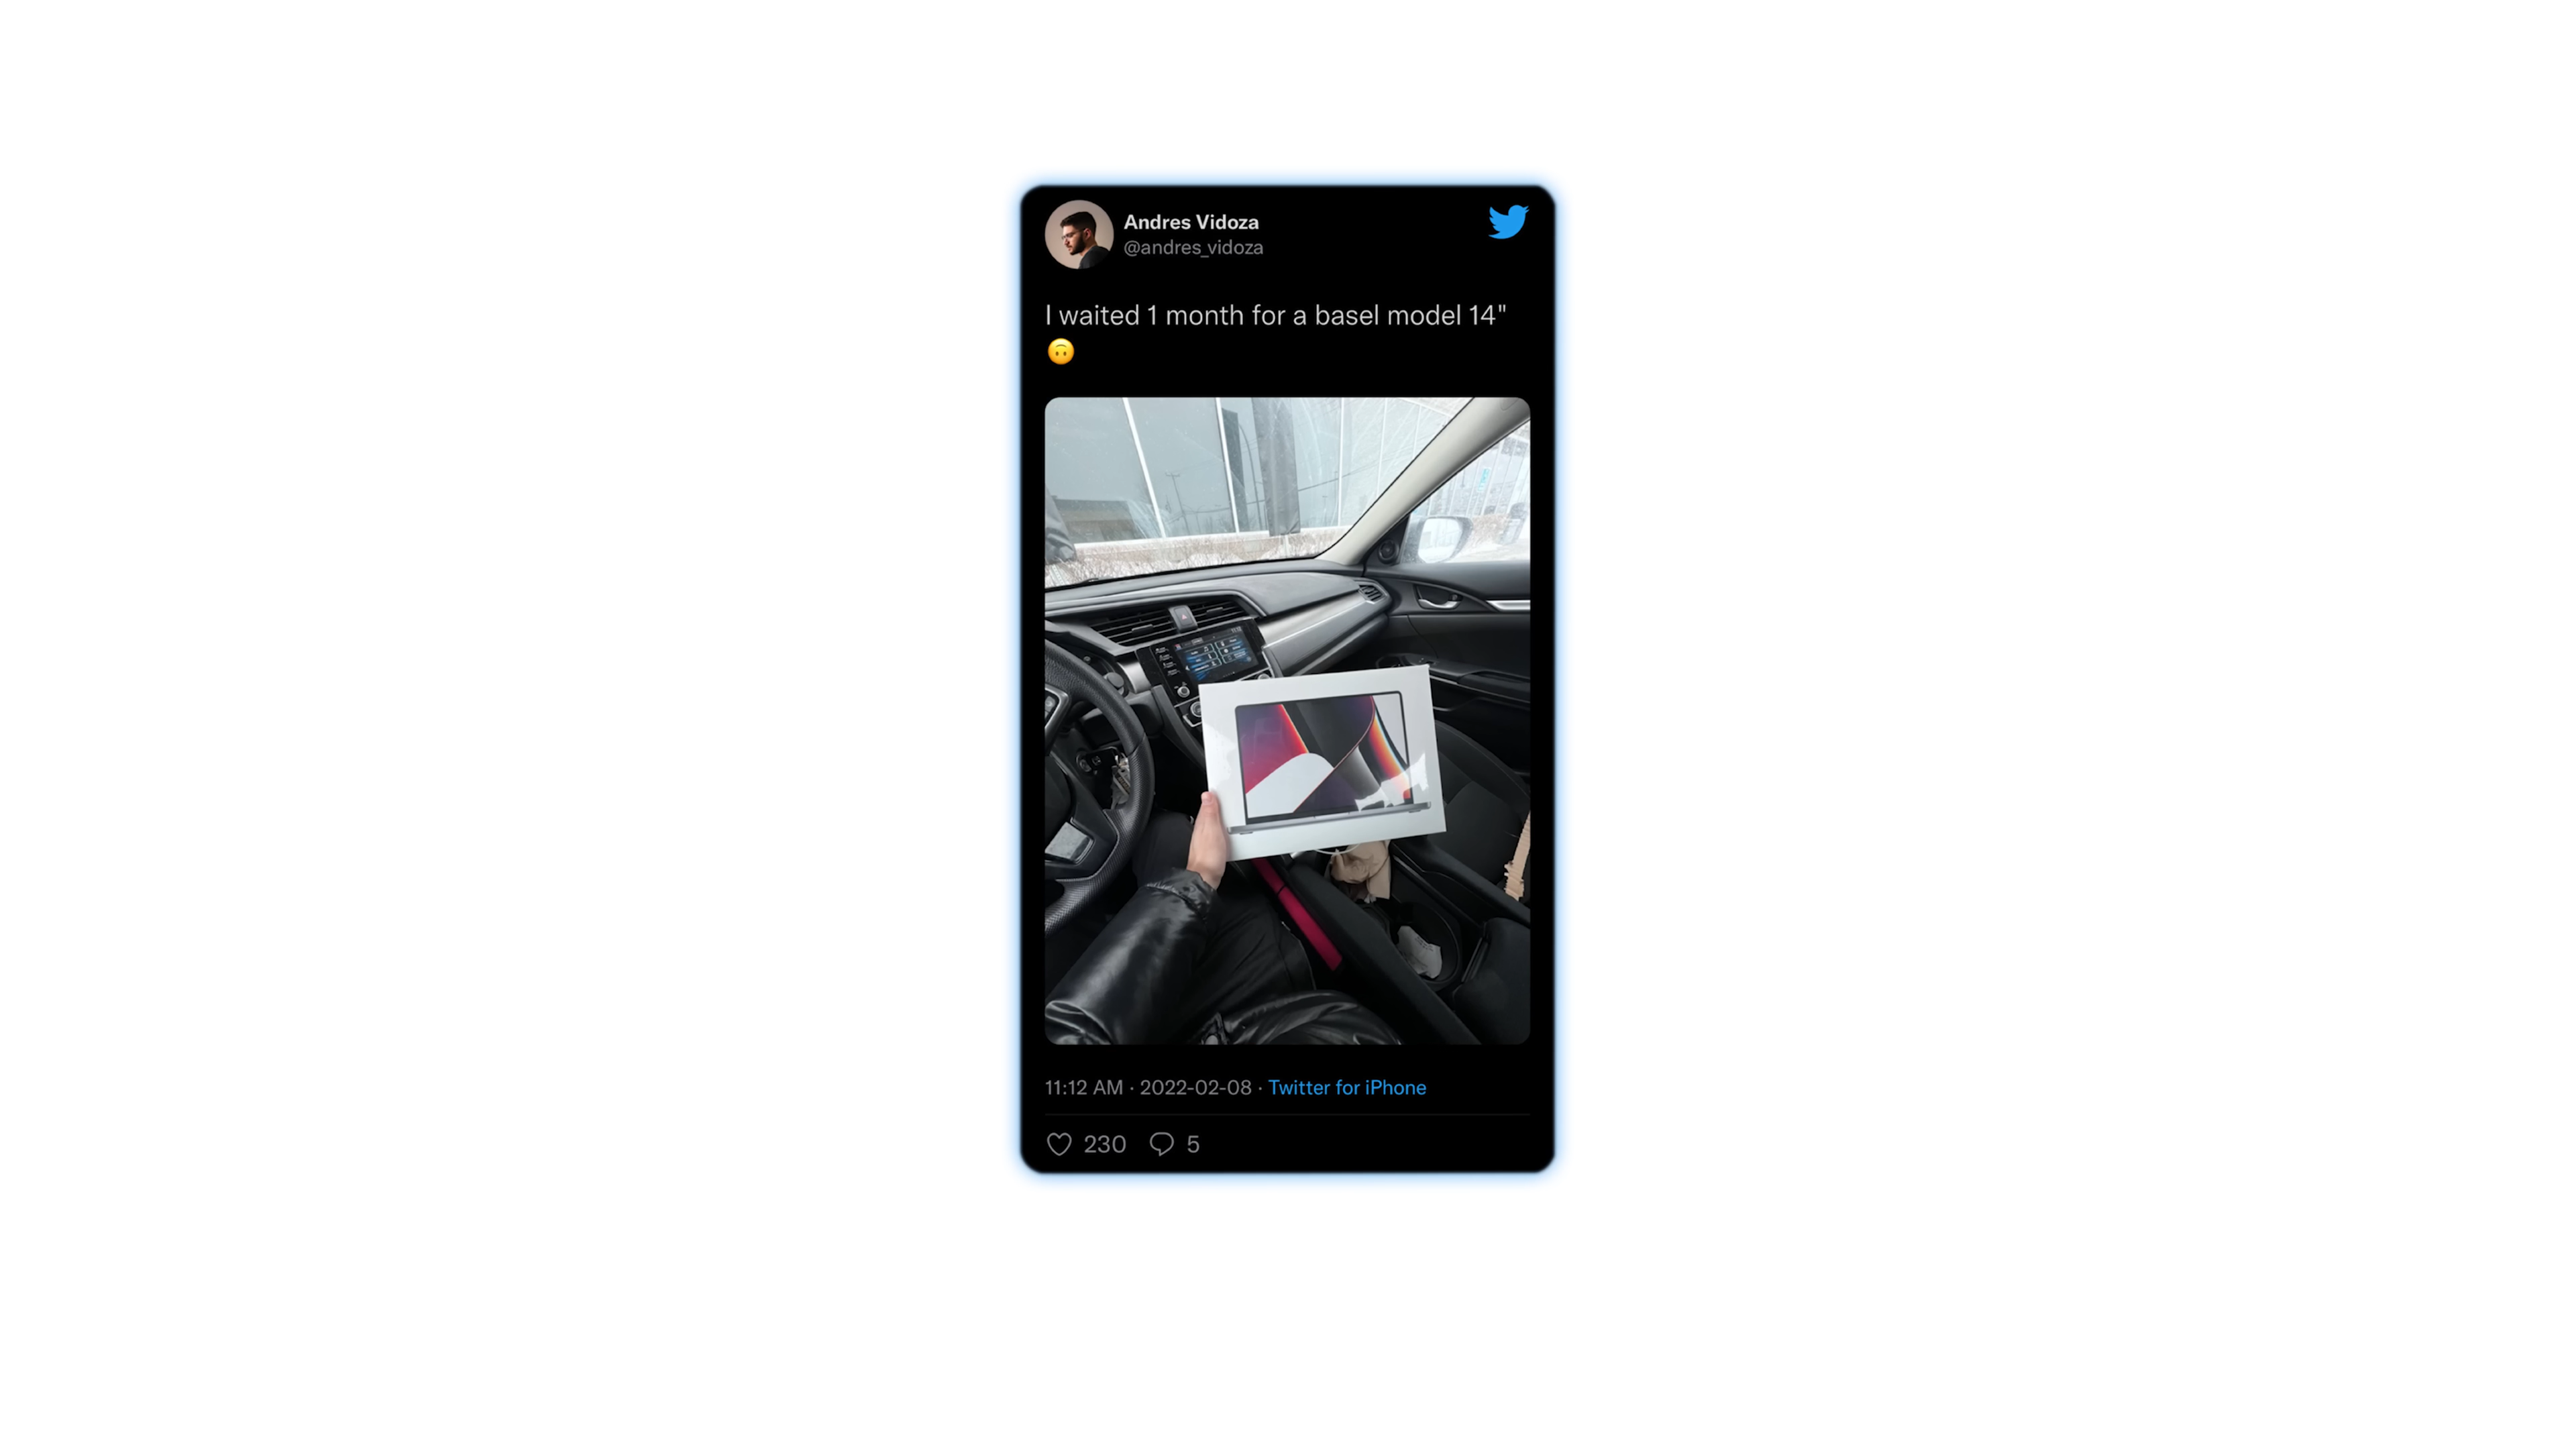 Andres Vidoza
@andres_vidoza
I waited 1 month for a basel model 14"
🙃
11:12 AM · 2022-02-08 · Twitter for iPhone
230 5